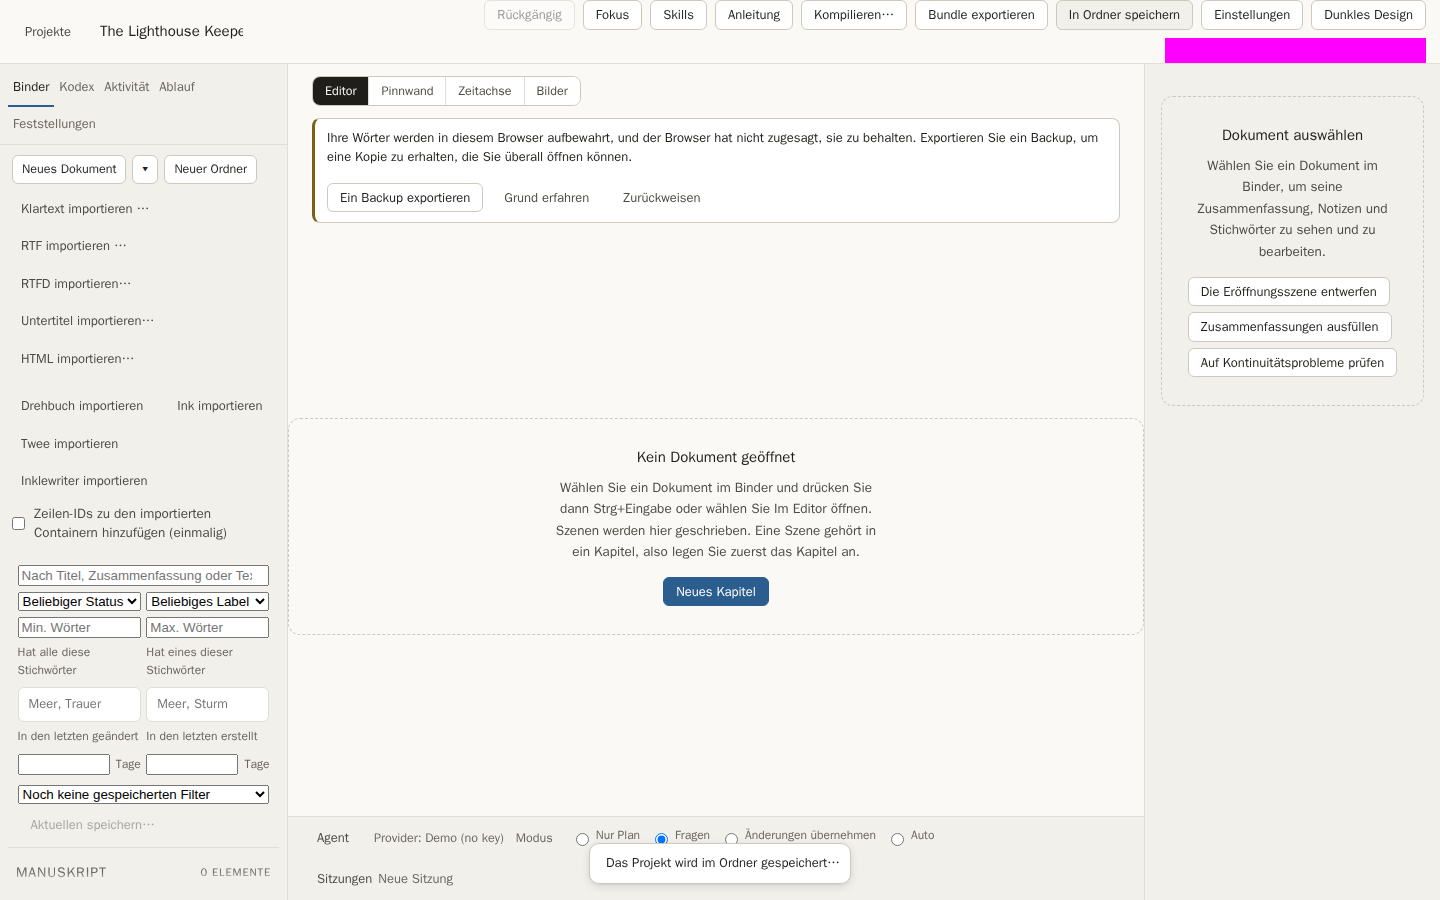 Projekte
The Lighthouse Keepe
Rückgängig
Fokus
Skills
Anleitung
Kompilieren⋯
Bundle exportieren
In Ordner speichern
Einstellungen
Dunkles Design
Binder
Kodex
Aktivität
Ablauf
Feststellungen
Neues Dokument
Neuer Ordner
Klartext importieren ⋯
RTF importieren ⋯
RTFD importieren⋯
Untertitel importieren⋯
HTML importieren⋯
Drehbuch importieren
Ink importieren
Twee importieren
Inklewriter importieren
Zeilen-IDs zu den importierten
Containern hinzufügen (einmalig)
Nach Titel, Zusammenfassung oder Te
Beliebiger Status
Beliebiges Label
Min. Wörter
Max. Wörter
Hat alle diese
Stichwörter
Hat eines dieser
Stichwörter
Meer, Trauer
Meer, Sturm
In den letzten geändert
In den letzten erstellt
Tage
Tage
Noch keine gespeicherten Filter
Aktuellen speichern⋯
MANUSKRIPT
0 ELEMENTE
Editor
Pinnwand
Zeitachse
Bilder
Ihre Wörter werden in diesem Browser aufbewahrt, und der Browser hat nicht zugesagt, sie zu behalten. Exportieren Sie ein Backup, um
eine Kopie zu erhalten, die Sie überall öffnen können.
Ein Backup exportieren
Grund erfahren
Zurückweisen
Kein Dokument geöffnet
Wählen Sie ein Dokument im Binder und drücken Sie
dann Strg+Eingabe oder wählen Sie Im Editor öffnen.
Szenen werden hier geschrieben. Eine Szene gehört in
ein Kapitel, also legen Sie zuerst das Kapitel an.
Neues Kapitel
Agent
Provider: Demo (no key)
Modus
Nur Plan
Fragen
Änderungen übernehmen
Auto
Das Projekt wird im Ordner gespeichert⋯
Sitzungen
Neue Sitzung
Dokument auswählen
Wählen Sie ein Dokument im
Binder, um seine
Zusammenfassung, Notizen und
Stichwörter zu sehen und zu
bearbeiten.
Die Eröffnungsszene entwerfen
Zusammenfassungen ausfüllen
Auf Kontinuitätsprobleme prüfen